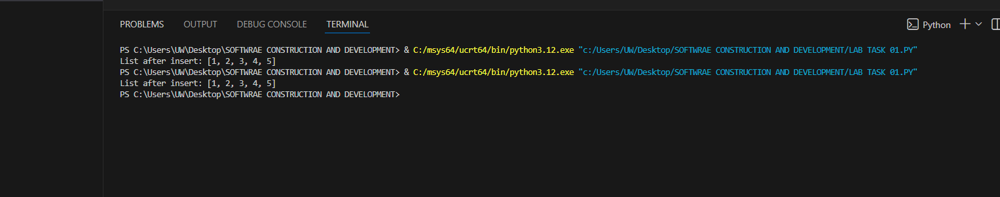 PROBLEMS OUTPUT DEBUG CONSOLE TERMINAL Python
PS C:\Users\UW\Desktop\SOFTWRAE CONSTRUCTION AND DEVELOPMENT> & C:/msys64/ucrt64/bin/python3.12.exe "c:/Users/UW/Desktop/SOFTWRAE CONSTRUCTION AND DEVELOPMENT/LAB TASK 01.PY"
List after insert: [1, 2, 3, 4, 5]
PS C:\Users\UW\Desktop\SOFTWRAE CONSTRUCTION AND DEVELOPMENT> & C:/msys64/ucrt64/bin/python3.12.exe "c:/Users/UW/Desktop/SOFTWRAE CONSTRUCTION AND DEVELOPMENT/LAB TASK 01.PY"
List after insert: [1, 2, 3, 4, 5]
PS C:\Users\UW\Desktop\SOFTWRAE CONSTRUCTION AND DEVELOPMENT>